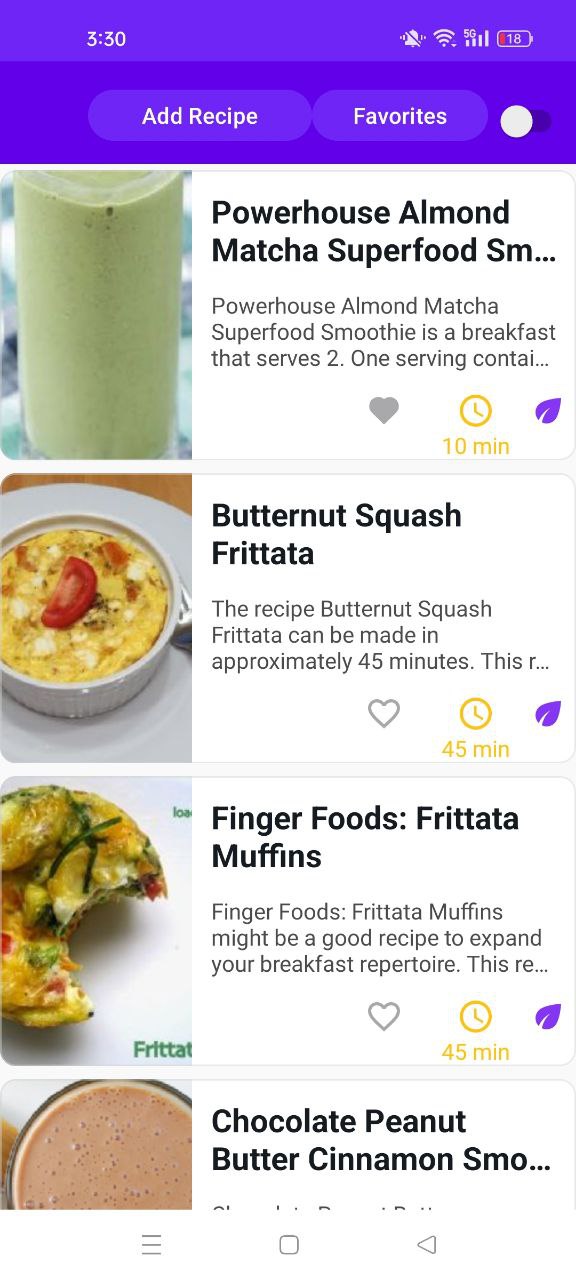 3:30
5G
18
Add Recipe
Favorites
Powerhouse Almond
Matcha Superfood Sm...
Powerhouse Almond Matcha
Superfood Smoothie is a breakfast
that serves 2. One serving contai...
10 min
Butternut Squash
Frittata
The recipe Butternut Squash
Frittata can be made in
approximately 45 minutes. This r...
45 min
loa
Finger Foods: Frittata
Muffins
Finger Foods: Frittata Muffins
might be a good recipe to expand
your breakfast repertoire. This re...
Frittat
45 min
Chocolate Peanut
Butter Cinnamon Smo...